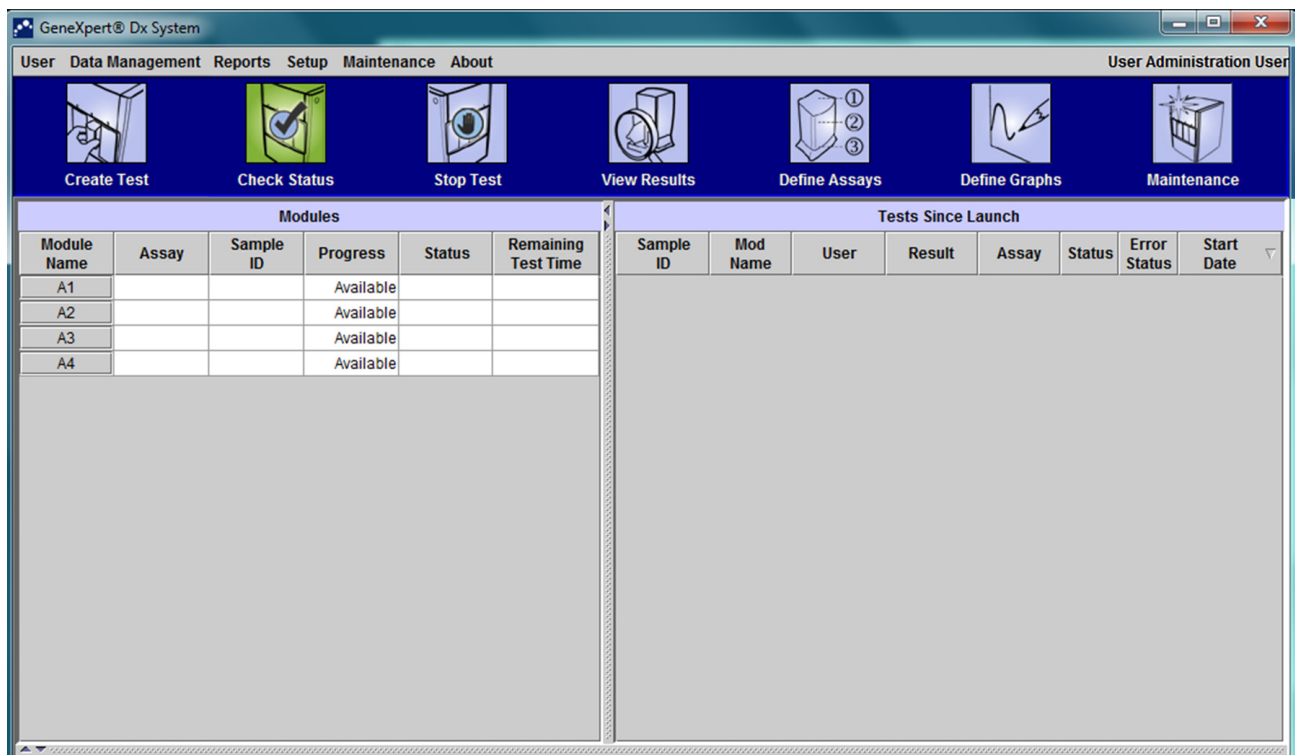 GeneXpert® Dx System
User Data Management Reports Setup Maintenance About User Administration User
1
2
3
Create Test Check Status Stop Test View Results Define Assays Define Graphs Maintenance
Modules
Module Name Assay Sample ID Progress Status Remaining Test Time
A1 Available
A2 Available
A3 Available
A4 Available
Tests Since Launch
Sample ID Mod Name User Result Assay Status Error Status Start Date